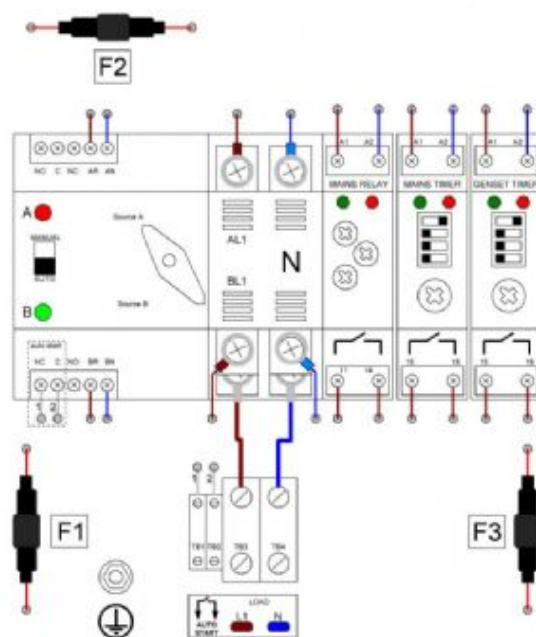 F2
A1 A2 A1 A2 A1 A2
NO C NC AR AN
MAINS RELAY MAINS TIMER GENSET TIMER
A
Source A
MANUAL
AUTO
AL1
N
BL1
B
Source B
NC C NO BR BN
11 14 15 18 15 18
1 2
F1
1 2
F3
TB1 TB2 TB3 TB4
LOAD
AUTO
START
L1 N